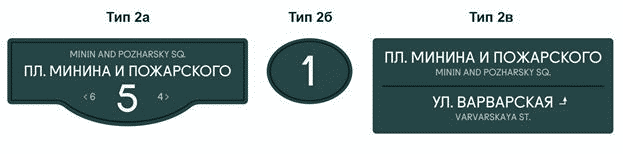 Тип 2а
MININ AND POZHARSKY SQ.
ПЛ. МИНИНА И ПОЖАРСКОГО
<6 5 4>
Тип 2б
1
Тип 2в
ПЛ. МИНИНА И ПОЖАРСКОГО
MININ AND POZHARSKY SQ.
УЛ. ВАРВАРСКАЯ
VARVARSKAYA ST.